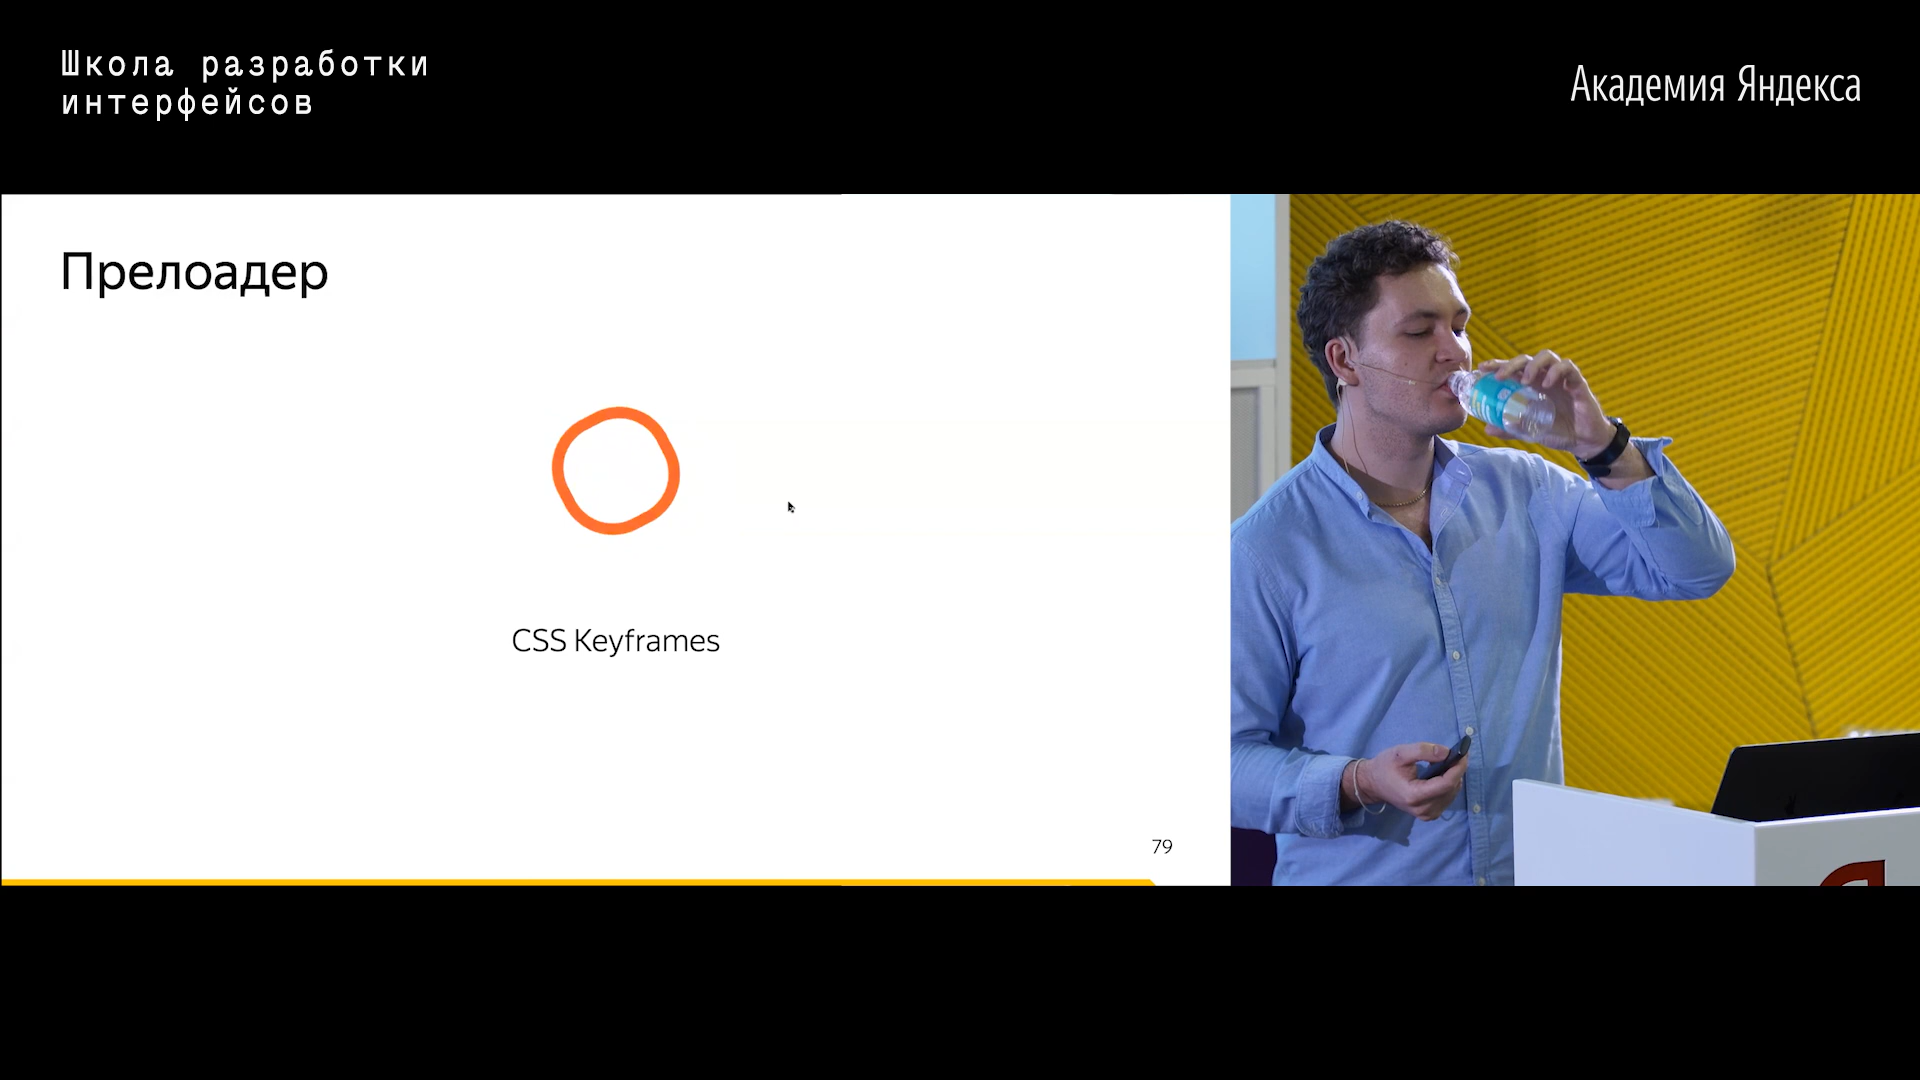 Школа разработки
интерфейсов
Академия Яндекса
Прелоадер
CSS Keyframes
79